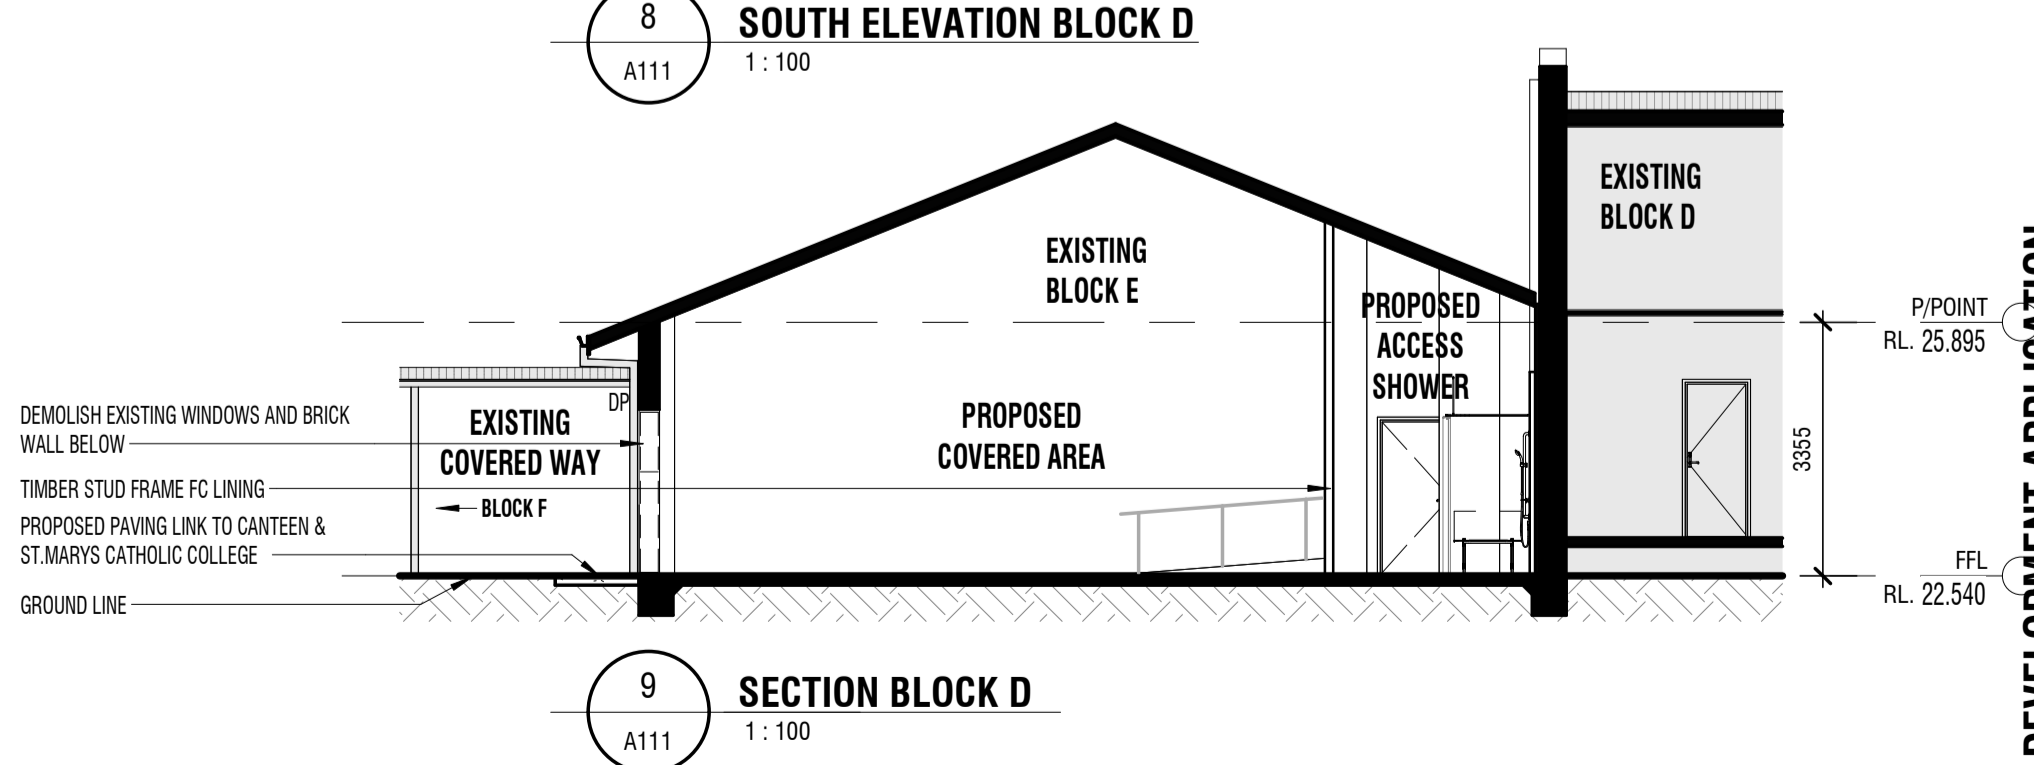 8
A111
SOUTH ELEVATION BLOCK D
1 : 100
EXISTING
BLOCK D
EXISTING
BLOCK E
PROPOSED
ACCESS
SHOWER
P/POINT
RL. 25.895
DEMOLISH EXISTING WINDOWS AND BRICK
WALL BELOW
DP
EXISTING
COVERED WAY
BLOCK F
PROPOSED
COVERED AREA
3355
TIMBER STUD FRAME FC LINING
PROPOSED PAVING LINK TO CANTEEN &
ST.MARYS CATHOLIC COLLEGE
GROUND LINE
FFL
RL. 22.540
9
A111
SECTION BLOCK D
1 : 100
DEVELOPMENT APPLICATION